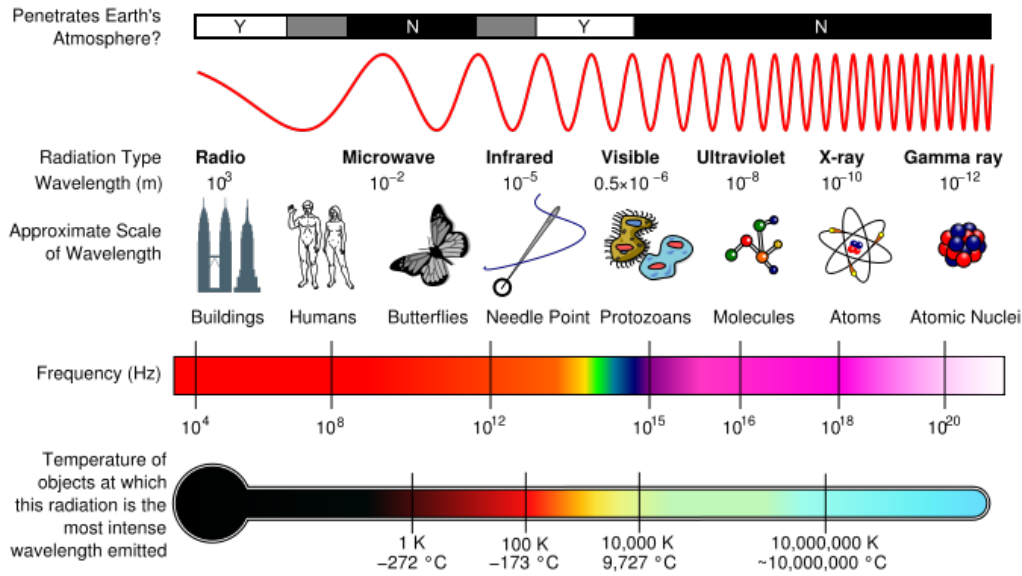 Penetrates Earth's
Atmosphere?
Y N Y N
Radiation Type
Radio Microwave Infrared Visible Ultraviolet X-ray Gamma ray
Wavelength (m)
10³ 10⁻² 10⁻⁵ 0.5×10⁻⁶ 10⁻⁸ 10⁻¹⁰ 10⁻¹²
Approximate Scale
of Wavelength
Buildings Humans Butterflies Needle Point Protozoans Molecules Atoms Atomic Nuclei
Frequency (Hz)
10⁴ 10⁸ 10¹² 10¹⁵ 10¹⁶ 10¹⁸ 10²⁰
Temperature of
objects at which
this radiation is the
most intense
wavelength emitted
1 K 100 K 10,000 K 10,000,000 K
−272 °C −173 °C 9,727 °C ~10,000,000 °C